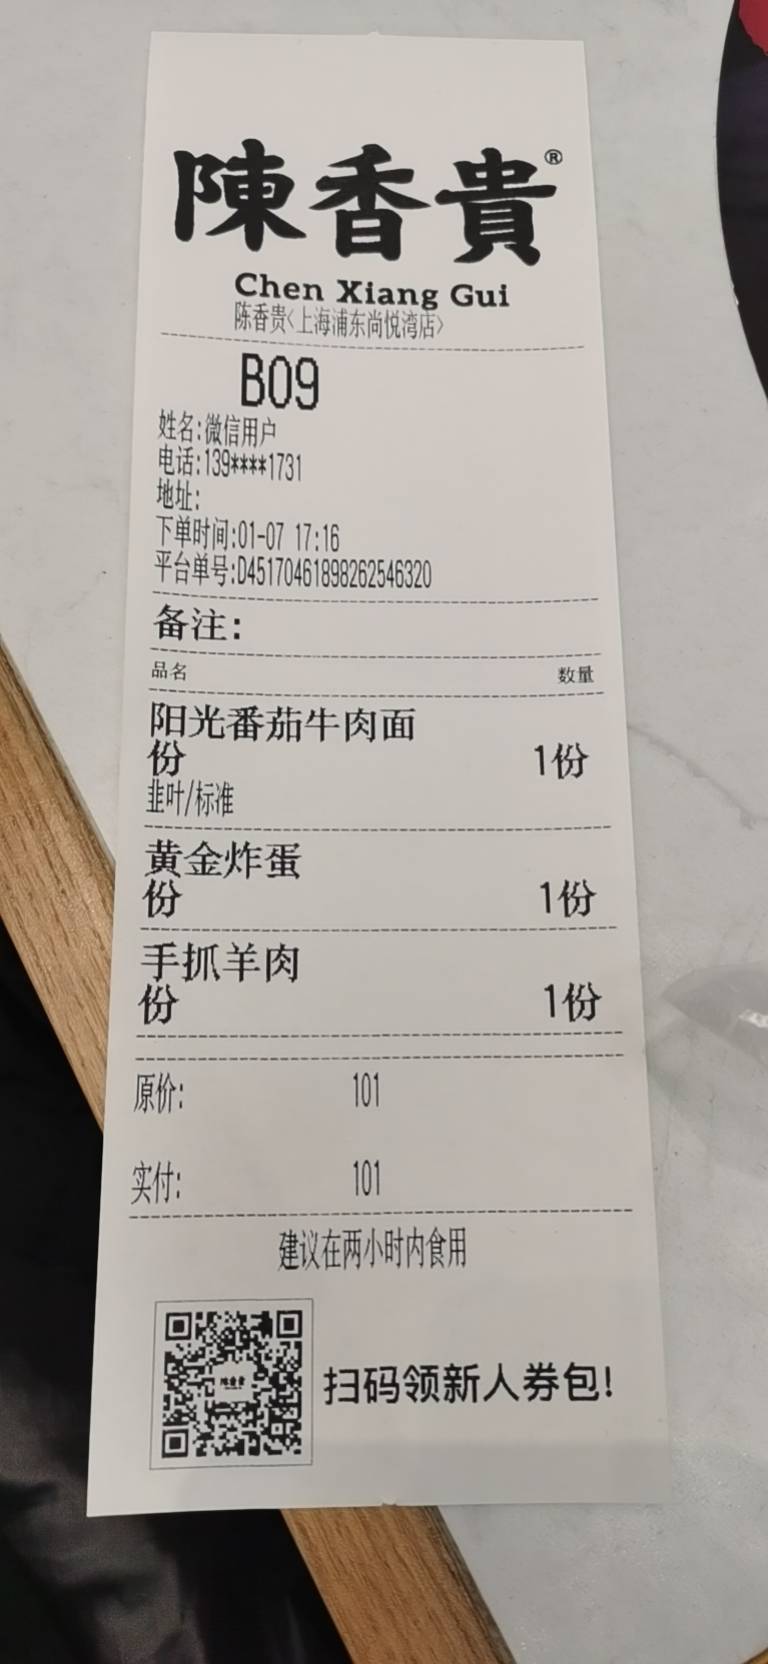 陳香貴®
Chen Xiang Gui
陈香贵<上海浦东尚悦湾店>
B09
姓名:微信用户
电话:139****1731
地址:
下单时间:01-07 17:16
平台单号:D45170461898262546320
备注:
品名 数量
阳光番茄牛肉面
份 1份
韭叶/标准
黄金炸蛋
份 1份
手抓羊肉
份 1份
原价: 101
实付: 101
建议在两小时内食用
陳香貴
扫码领新人券包!